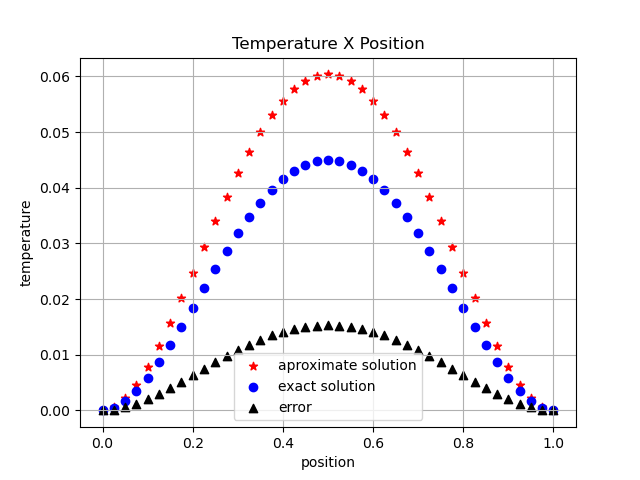 Temperature X Position
0.06
0.05
0.04
0.03
0.02
0.01
0.00
temperature
aproximate solution
exact solution
error
0.0 0.2 0.4 0.6 0.8 1.0
position